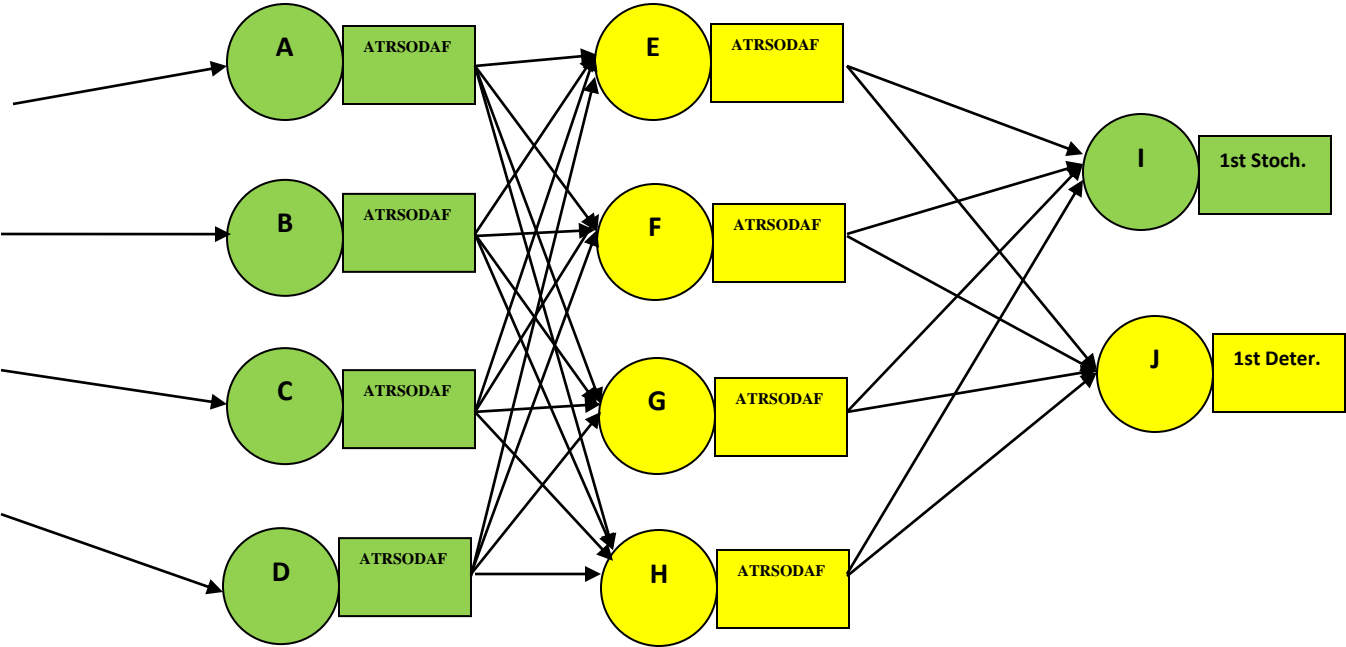 A
ATRSODAF
E
ATRSODAF
I
1st Stoch.
B
ATRSODAF
F
ATRSODAF
J
1st Deter.
C
ATRSODAF
G
ATRSODAF
D
ATRSODAF
H
ATRSODAF